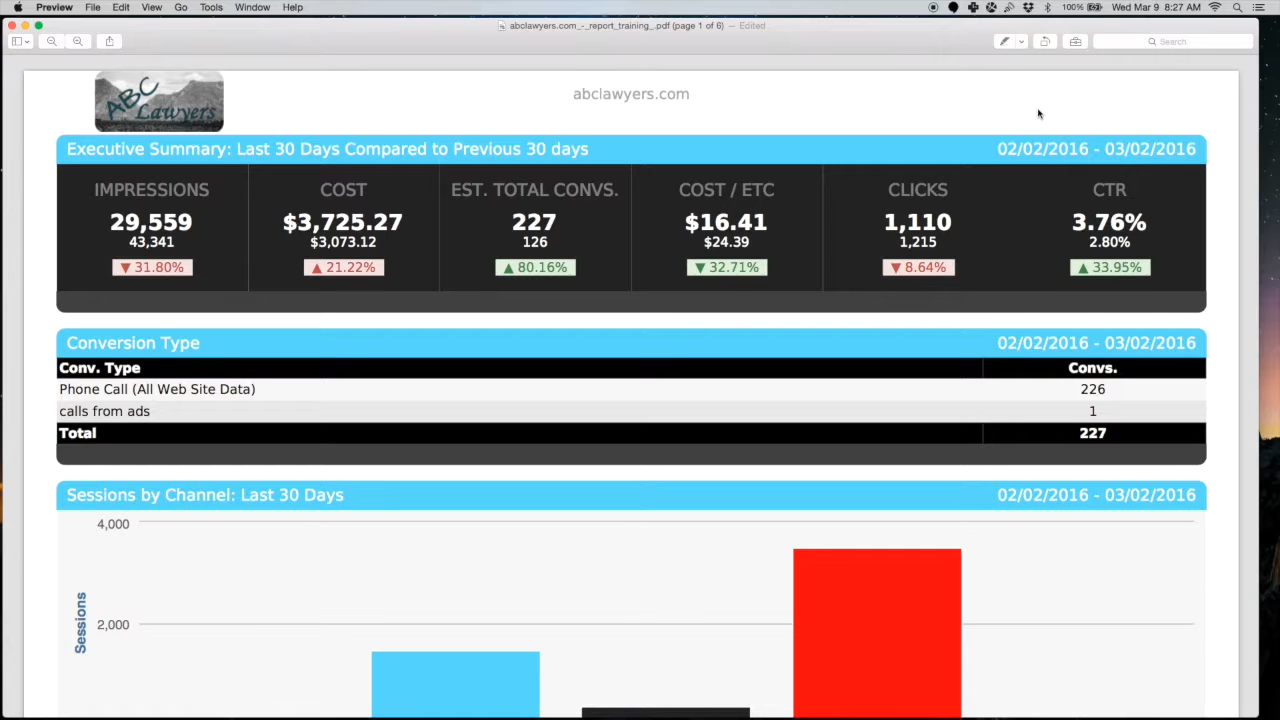 Preview File Edit View Go Tools Window Help 100% Wed Mar 9 8:27 AM
abclawyers.com_-_report_training_.pdf (page 1 of 6) — Edited
Search
ABC Lawyers
abclawyers.com
Executive Summary: Last 30 Days Compared to Previous 30 days 02/02/2016 - 03/02/2016
IMPRESSIONS COST EST. TOTAL CONVS. COST / ETC CLICKS CTR
29,559 $3,725.27 227 $16.41 1,110 3.76%
43,341 $3,073.12 126 $24.39 1,215 2.80%
▼ 31.80% ▲ 21.22% ▲ 80.16% ▼ 32.71% ▼ 8.64% ▲ 33.95%
Conversion Type 02/02/2016 - 03/02/2016
Conv. Type Convs.
Phone Call (All Web Site Data) 226
calls from ads 1
Total 227
Sessions by Channel: Last 30 Days 02/02/2016 - 03/02/2016
4,000
Sessions
2,000